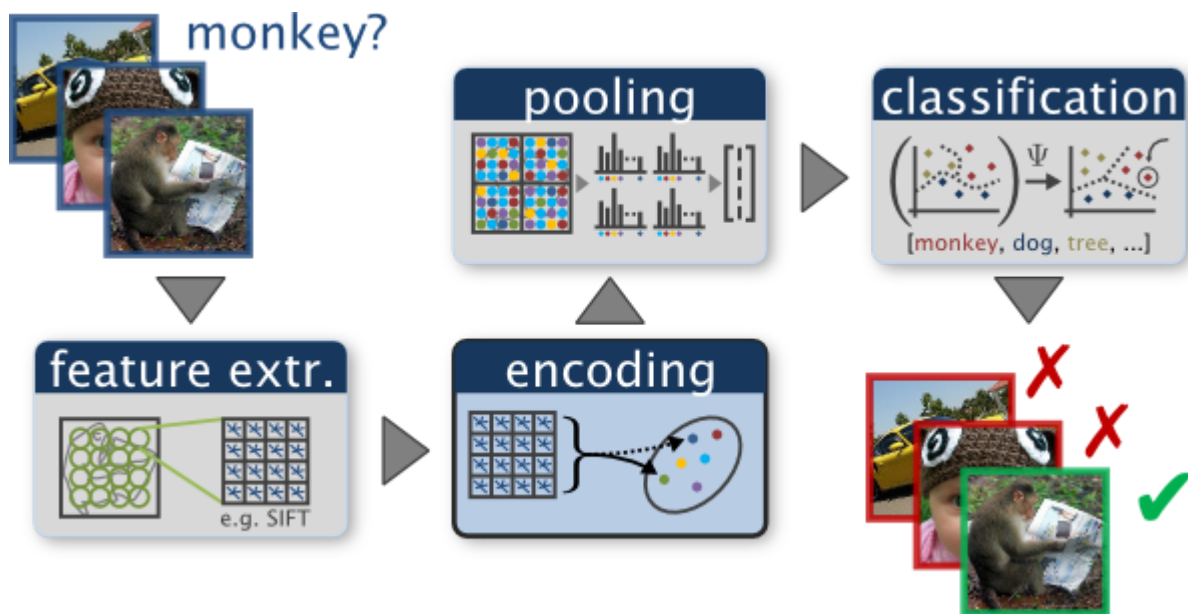 monkey?
feature extr.
e.g. SIFT
encoding
pooling
classification
Ψ
[monkey, dog, tree, ...]